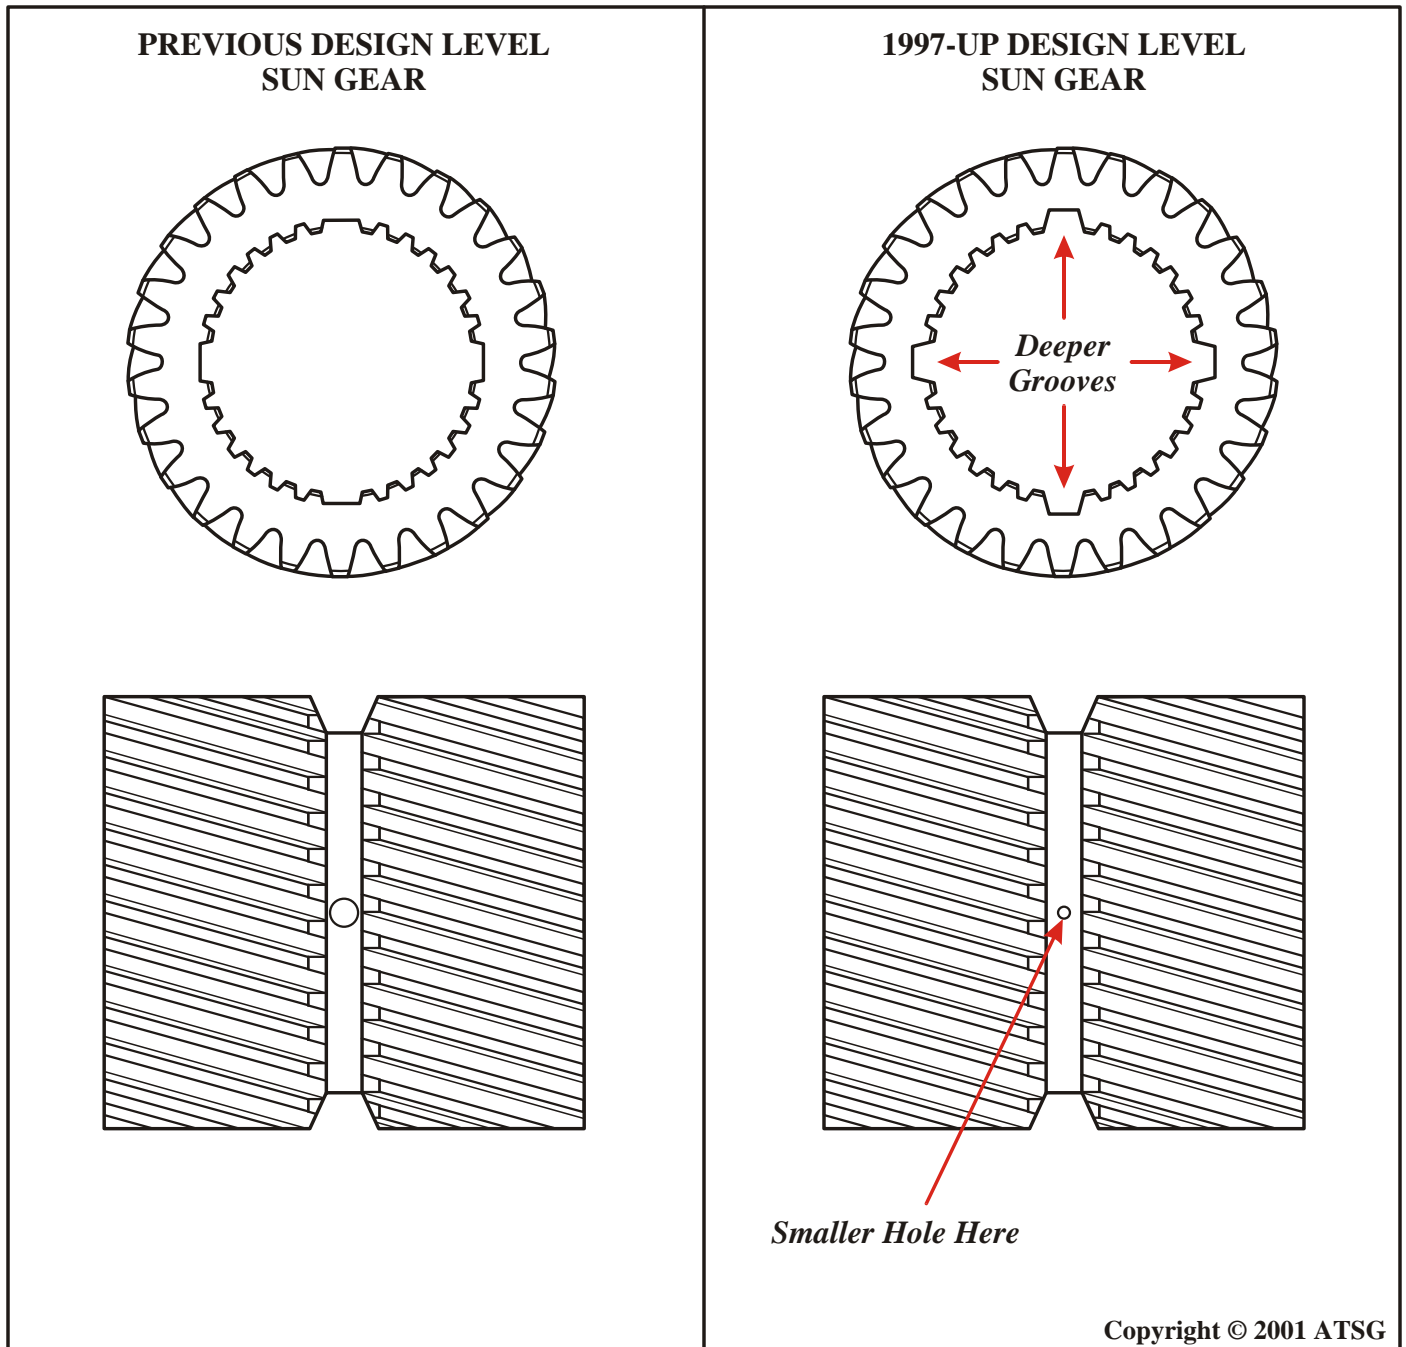 PREVIOUS DESIGN LEVEL
SUN GEAR
1997-UP DESIGN LEVEL
SUN GEAR
Deeper
Grooves
Smaller Hole Here
Copyright © 2001 ATSG